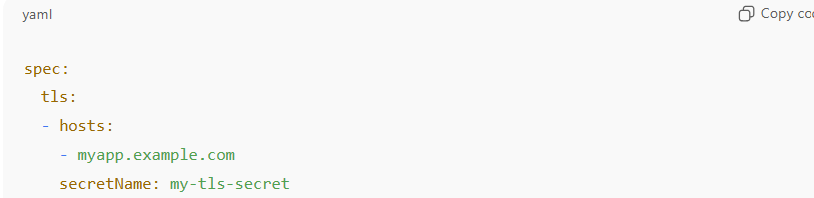 yaml
Copy co
spec:
  tls:
  - hosts:
    - myapp.example.com
    secretName: my-tls-secret